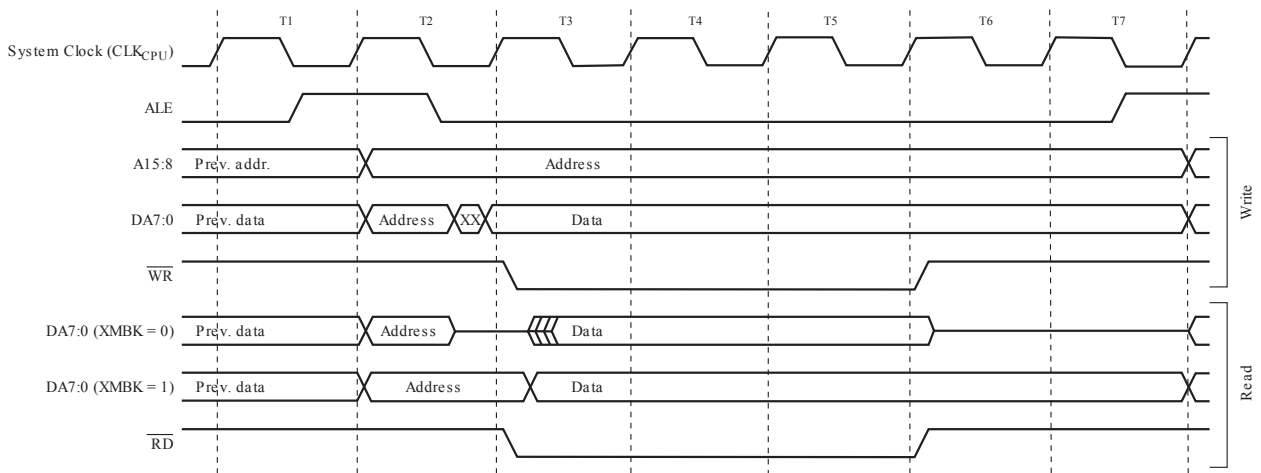 T1 T2 T3 T4 T5 T6 T7
System Clock (CLKCPU)
ALE
A15:8 Prev. addr. Address
DA7:0 Prev. data Address XX Data
WR
Write
DA7:0 (XMBK = 0) Prev. data Address Data
DA7:0 (XMBK = 1) Prev. data Address Data
RD
Read